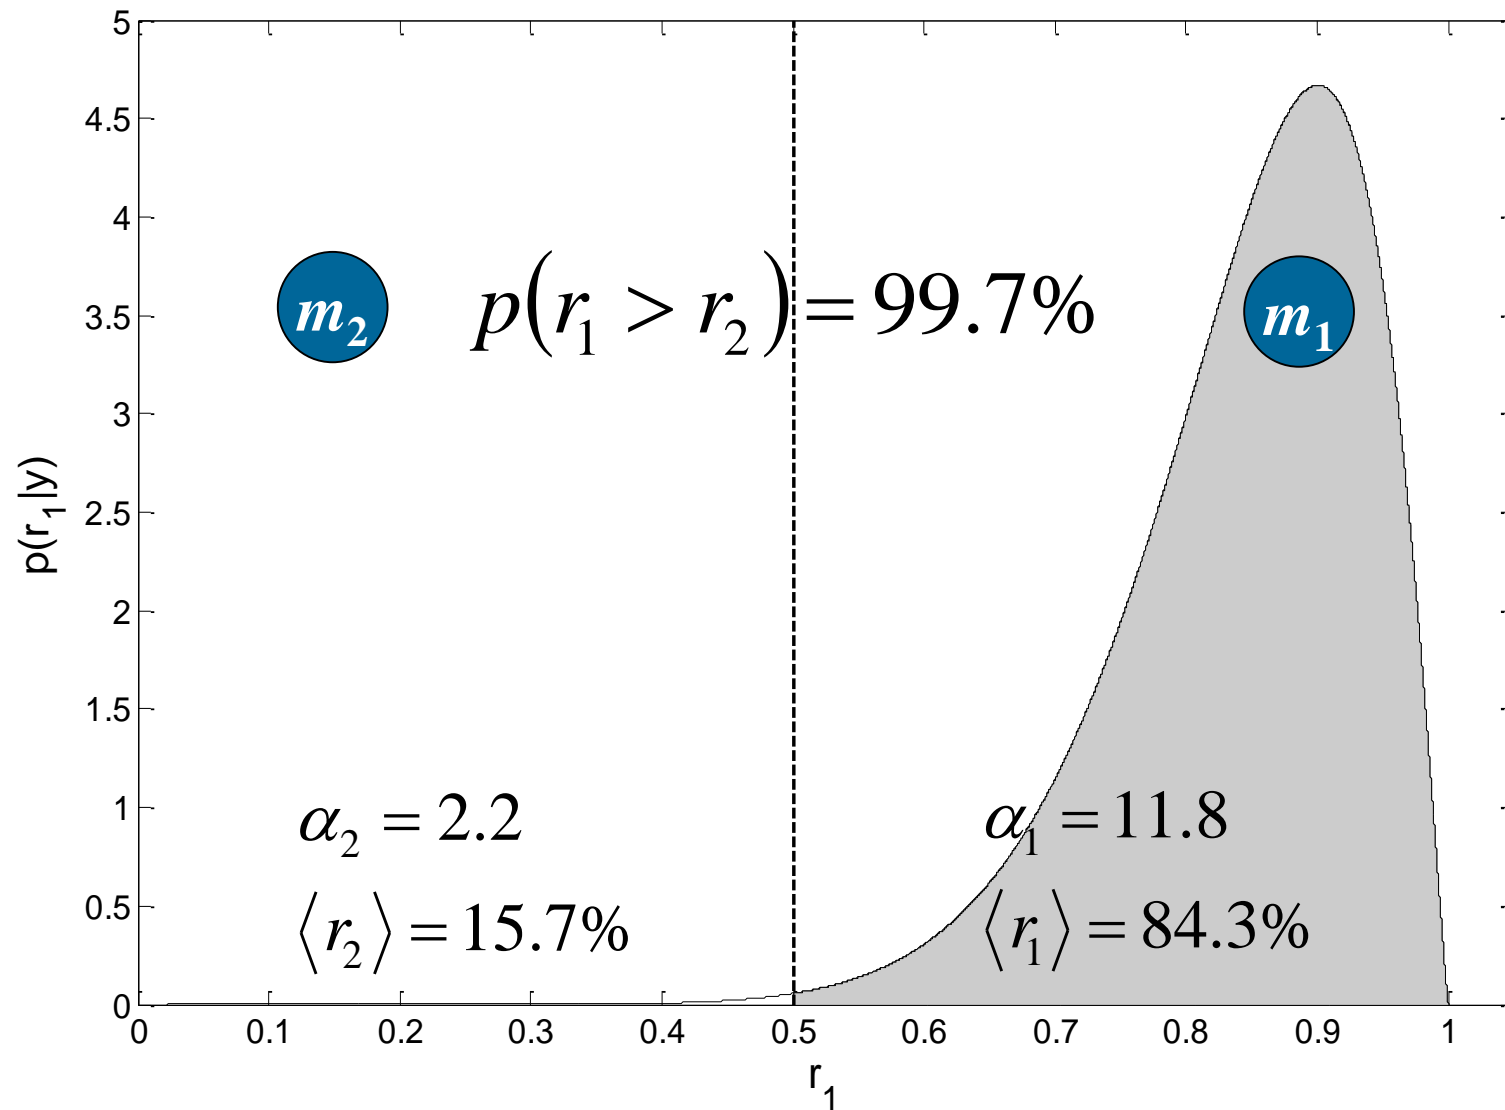 5
4.5
4
3.5
3
2.5
2
1.5
1
0.5
0
p(r₁|y)
m₂
p(r₁ > r₂) = 99.7%
m₁
α₂ = 2.2
α₁ = 11.8
⟨r₂⟩ = 15.7%
⟨r₁⟩ = 84.3%
0 0.1 0.2 0.3 0.4 0.5 0.6 0.7 0.8 0.9 1
r₁